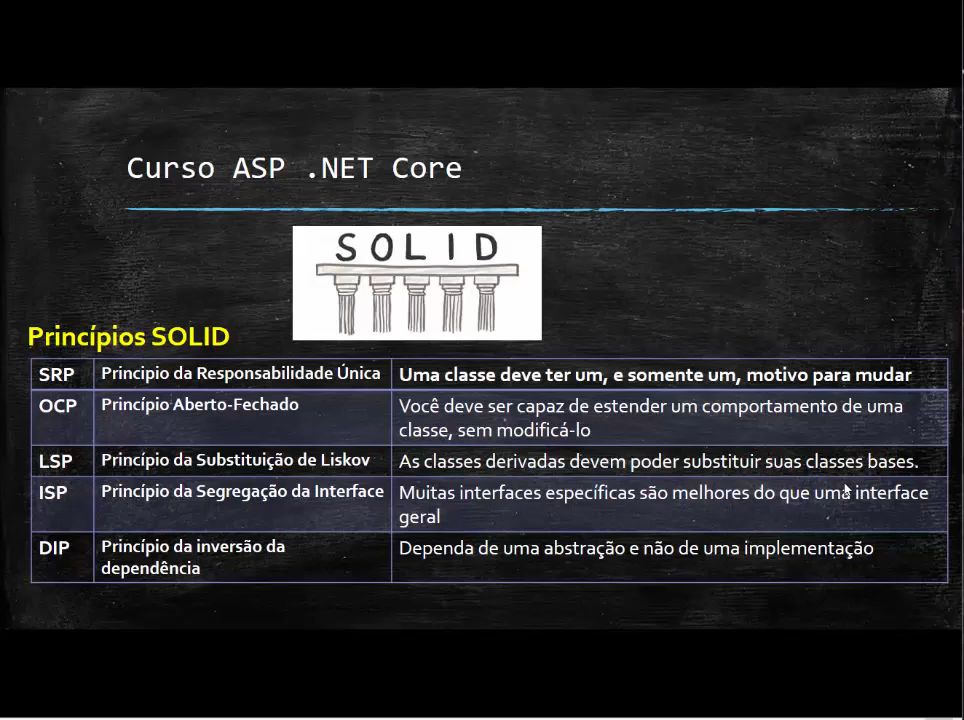 Curso ASP .NET Core
SOLID
Princípios SOLID
SRP Principio da Responsabilidade Única Uma classe deve ter um, e somente um, motivo para mudar
OCP Princípio Aberto-Fechado Você deve ser capaz de estender um comportamento de uma
classe, sem modificá-lo
LSP Princípio da Substituição de Liskov As classes derivadas devem poder substituir suas classes bases.
ISP Princípio da Segregação da Interface Muitas interfaces específicas são melhores do que uma interface
geral
DIP Princípio da inversão da
dependência
Dependa de uma abstração e não de uma implementação